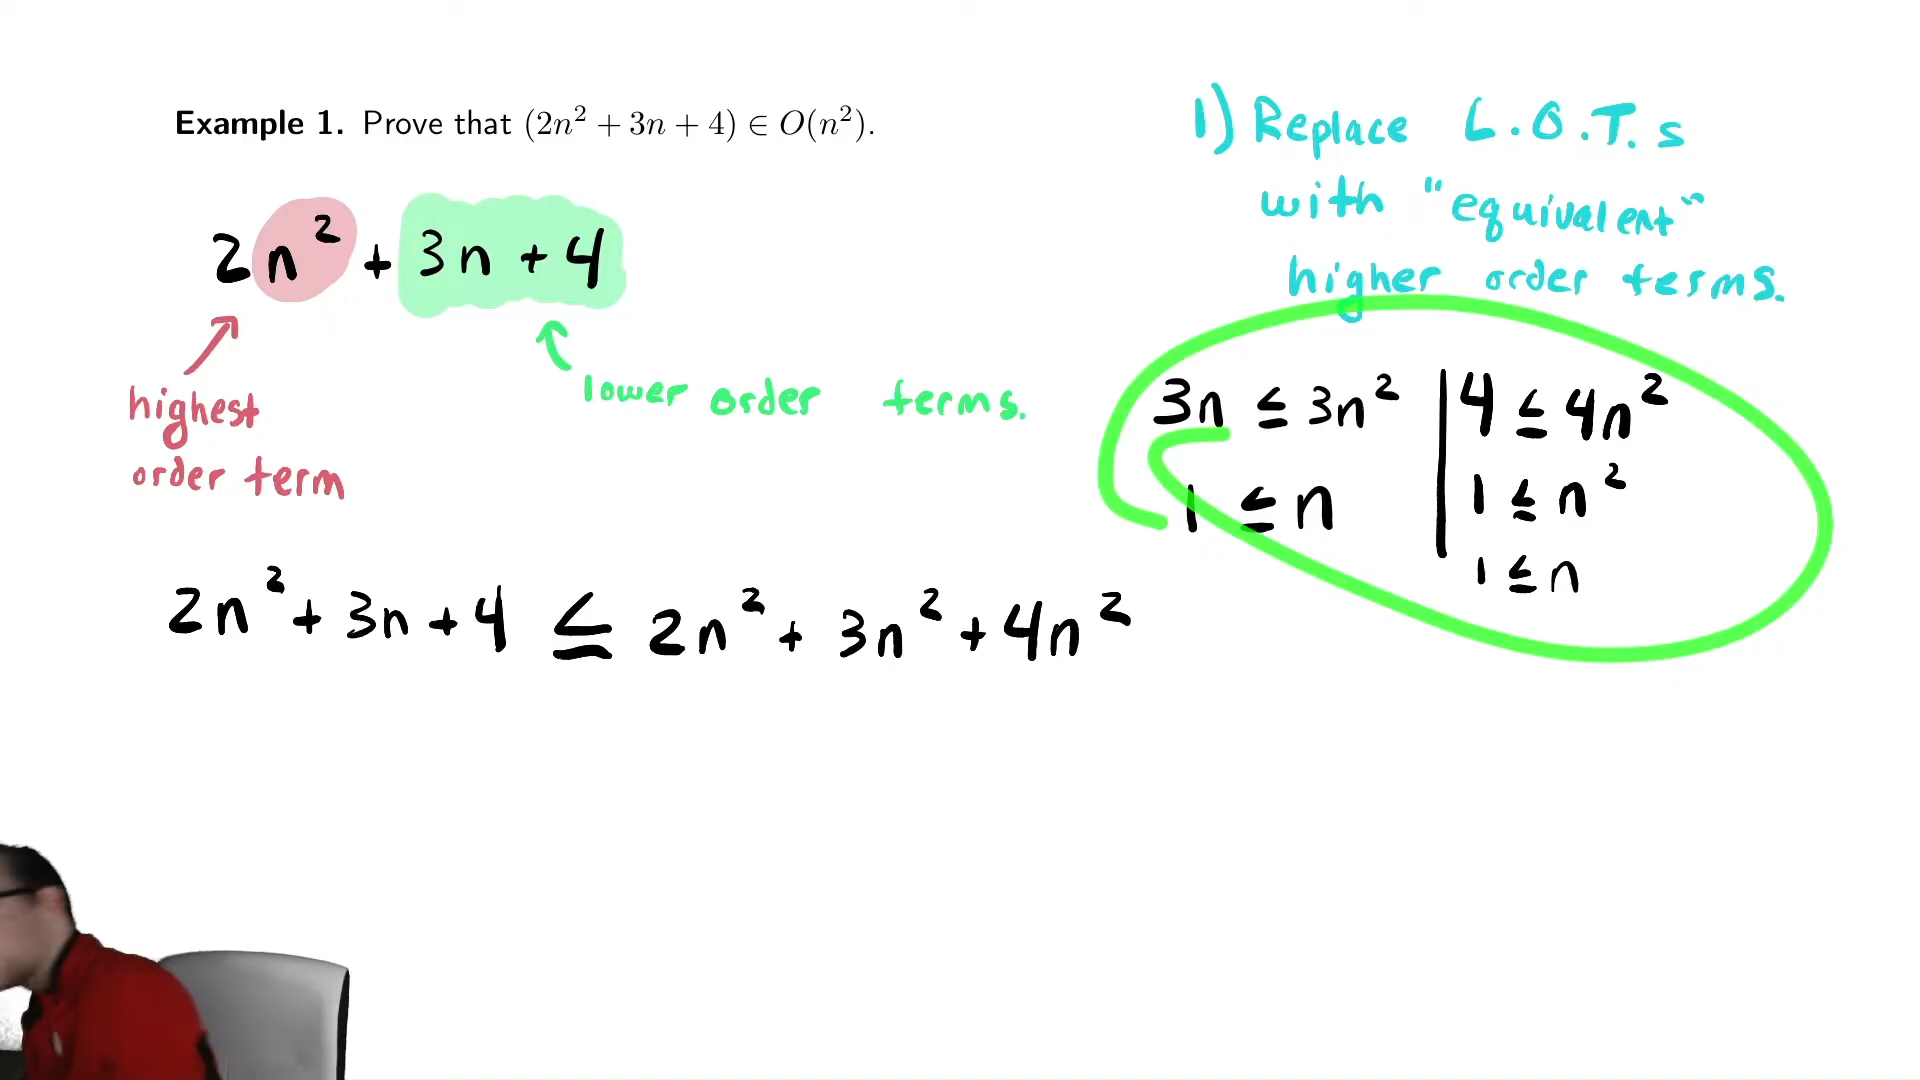 Example 1. Prove that (2n² + 3n + 4) ∈ O(n²).
2n² + 3n + 4
highest
order term
lower order terms.
1) Replace L.O.T.s
with "equivalent"
higher order terms.
3n ≤ 3n² | 4 ≤ 4n²
1 ≤ n | 1 ≤ n²
1 ≤ n
2n² + 3n + 4 ≤ 2n² + 3n² + 4n²